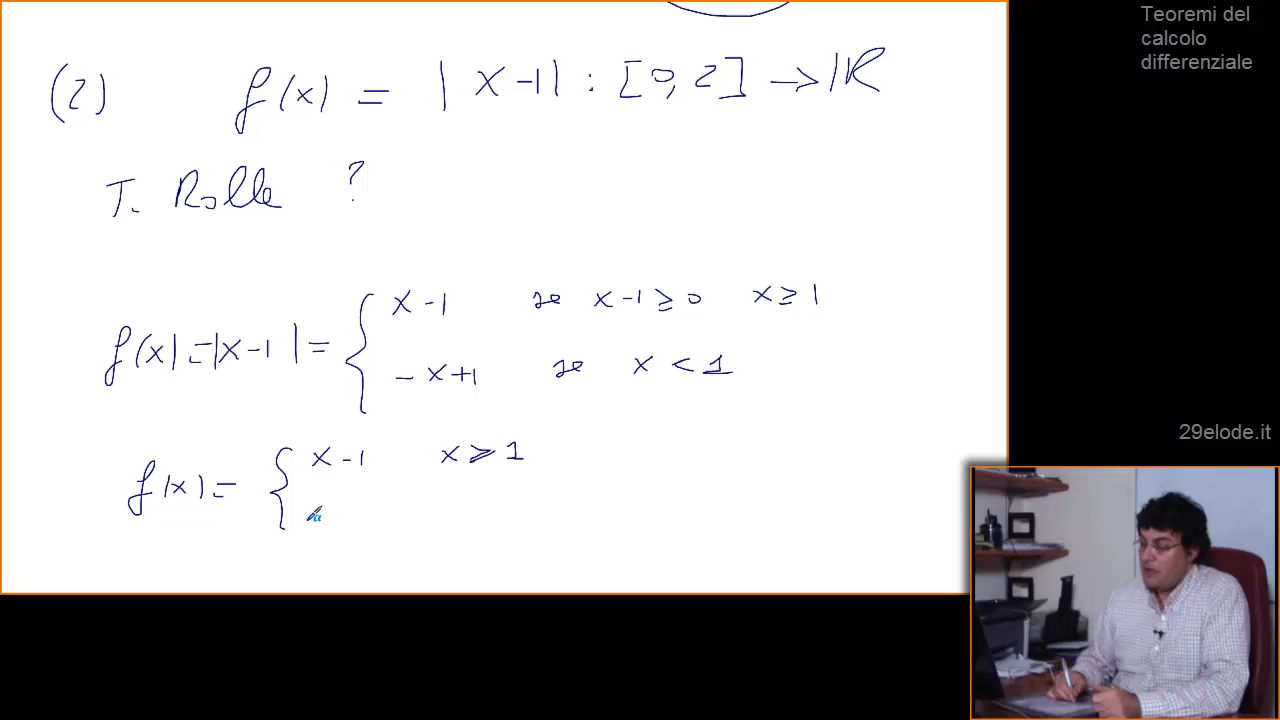 Teoremi del
calcolo
differenziale
(2) f(x) = |x-1| : [0,2] → ℝ
T. Rolle ?
f(x)=|x-1|= { x-1 se x-1≥0 x≥1
-x+1 se x<1
f(x)= { x-1 x≥1
29elode.it